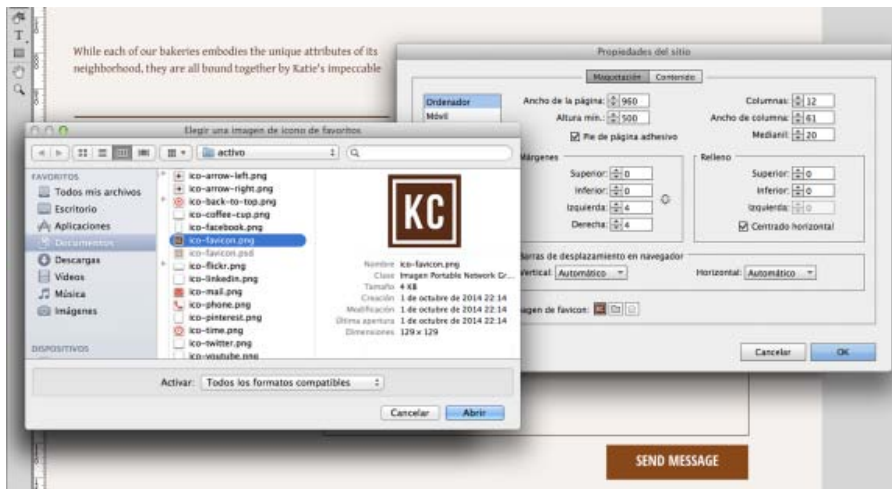 While each of our bakeries embodies the unique attributes of its
neighborhood, they are all bound together by Katie's impeccable
Propiedades del sitio
Maquetación Contenido
Ordenador
Móvil
Ancho de la página: 960
Altura mín.: 500
Pie de página adhesivo
Columnas: 12
Ancho de columna: 61
Medianil: 20
Márgenes
Superior: 0
Inferior: 0
Izquierda: 4
Derecha: 4
Relleno
Superior: 0
Inferior: 0
Izquierda: 0
Centrado horizontal
Barras de desplazamiento en navegador
Vertical: Automático
Horizontal: Automático
agen de favicon:
Cancelar OK
Elegir una imagen de icono de favoritos
activo
FAVORITOS
Todos mis archivos
Escritorio
Aplicaciones
Documentos
Descargas
Vídeos
Música
Imágenes
DISPOSITIVOS
ico-arrow-left.png
ico-arrow-right.png
ico-back-to-top.png
ico-coffee-cup.png
ico-facebook.png
ico-favicon.png
ico-favicon.psd
ico-flickr.png
ico-linkedin.png
ico-mail.png
ico-phone.png
ico-pinterest.png
ico-time.png
ico-twitter.png
ico-youtube.png
KC
Nombre ico-favicon.png
Clase Imagen Portable Network Gr...
Tamaño 4 KB
Creación 1 de octubre de 2014 22:14
Modificación 1 de octubre de 2014 22:14
Última apertura 1 de octubre de 2014 22:14
Dimensiones 129 x 129
Activar: Todos los formatos compatibles
Cancelar Abrir
SEND MESSAGE